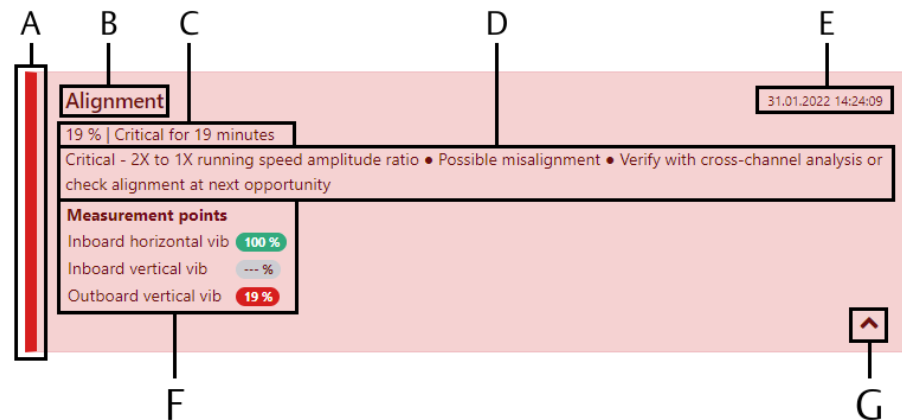 A B C D E
Alignment
31.01.2022 14:24:09
19 % | Critical for 19 minutes
Critical - 2X to 1X running speed amplitude ratio ● Possible misalignment ● Verify with cross-channel analysis or
check alignment at next opportunity
Measurement points
Inboard horizontal vib 100 %
Inboard vertical vib --- %
Outboard vertical vib 19 %
F G